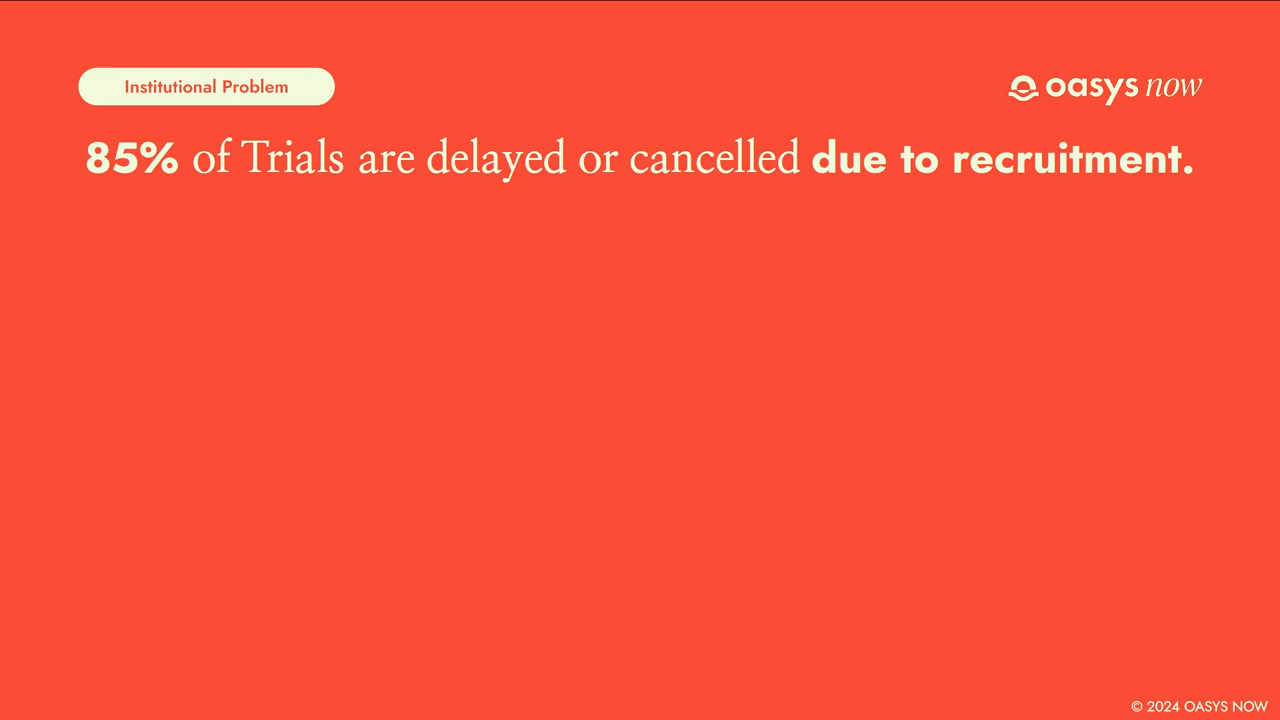 Institutional Problem
oasys now
85% of Trials are delayed or cancelled due to recruitment.
© 2024 OASYS NOW